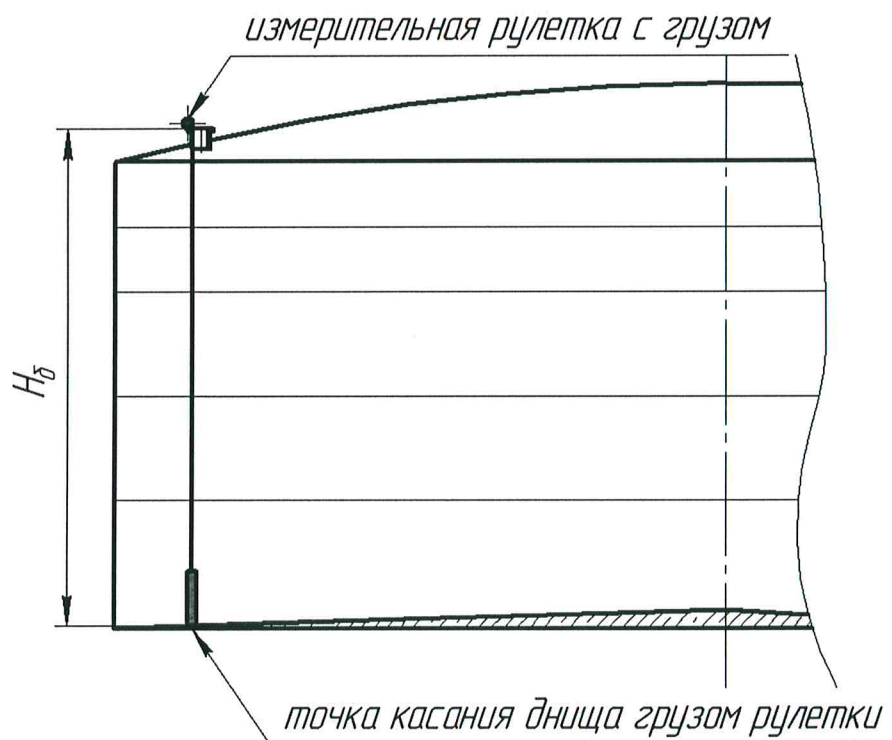 измерительная рулетка с грузом
Hб
точка касания днища грузом рулетки